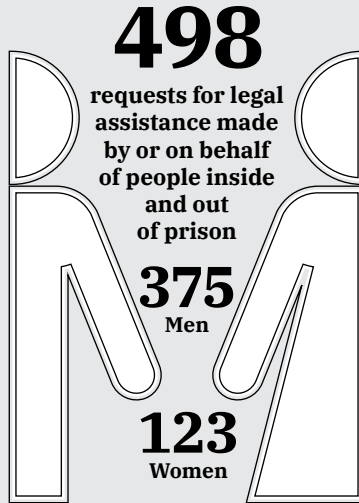 498
requests for legal
assistance made
by or on behalf
of people inside
and out
of prison
375
Men
123
Women